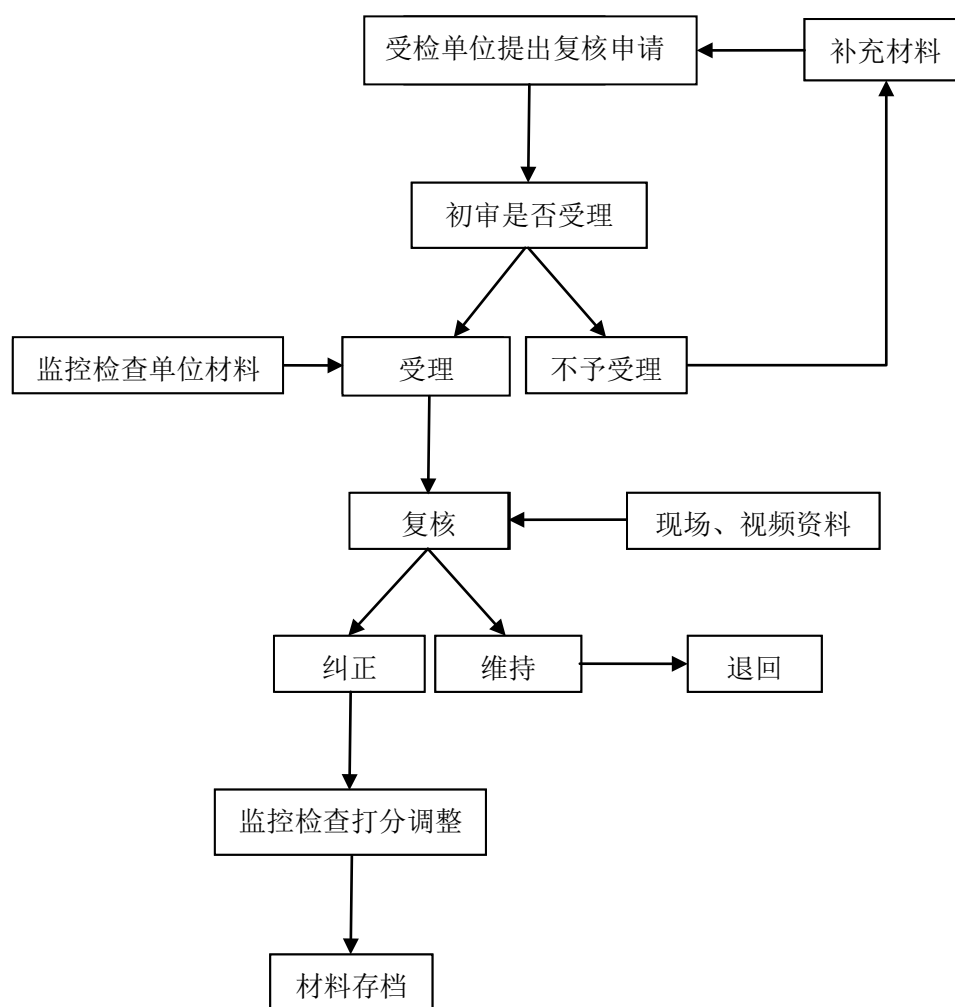 受检单位提出复核申请
补充材料
初审是否受理
监控检查单位材料
受理
不予受理
复核
现场、视频资料
纠正
维持
退回
监控检查打分调整
材料存档